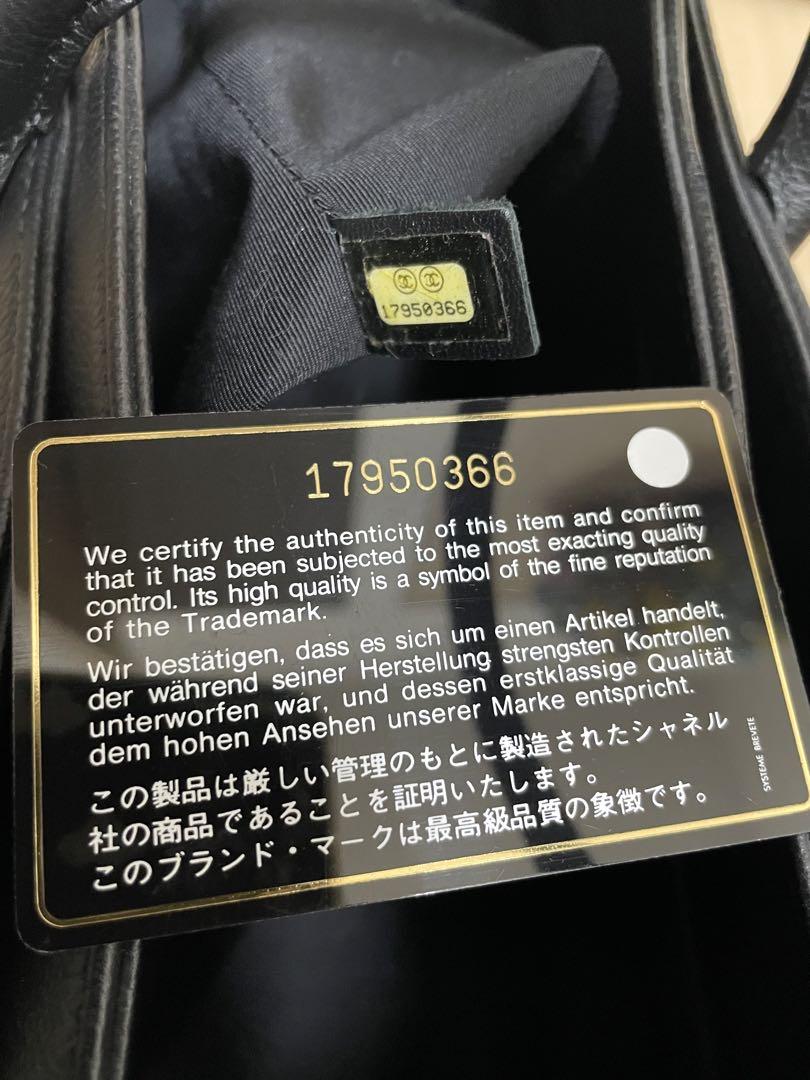 17950366
17950366
We certify the authenticity of this item and confirm
that it has been subjected to the most exacting quality
control. Its high quality is a symbol of the fine reputation
of the Trademark.
Wir bestätigen, dass es sich um einen Artikel handelt,
der während seiner Herstellung strengsten Kontrollen
unterworfen war, und dessen erstklassige Qualität
dem hohen Ansehen unserer Marke entspricht.
この製品は厳しい管理のもとに製造されたシャネル
社の商品であることを証明いたします。
このブランド・マークは最高級品質の象徴です。
SYSTEME BREVETE